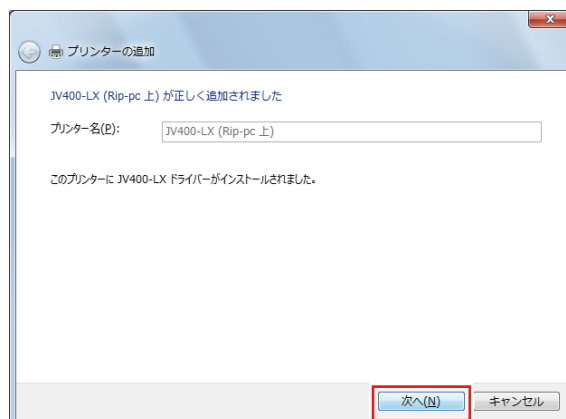 プリンターの追加
JV400-LX (Rip-pc 上) が正しく追加されました
プリンター名(P): JV400-LX (Rip-pc 上)
このプリンターに JV400-LX ドライバーがインストールされました。
次へ(N) キャンセル